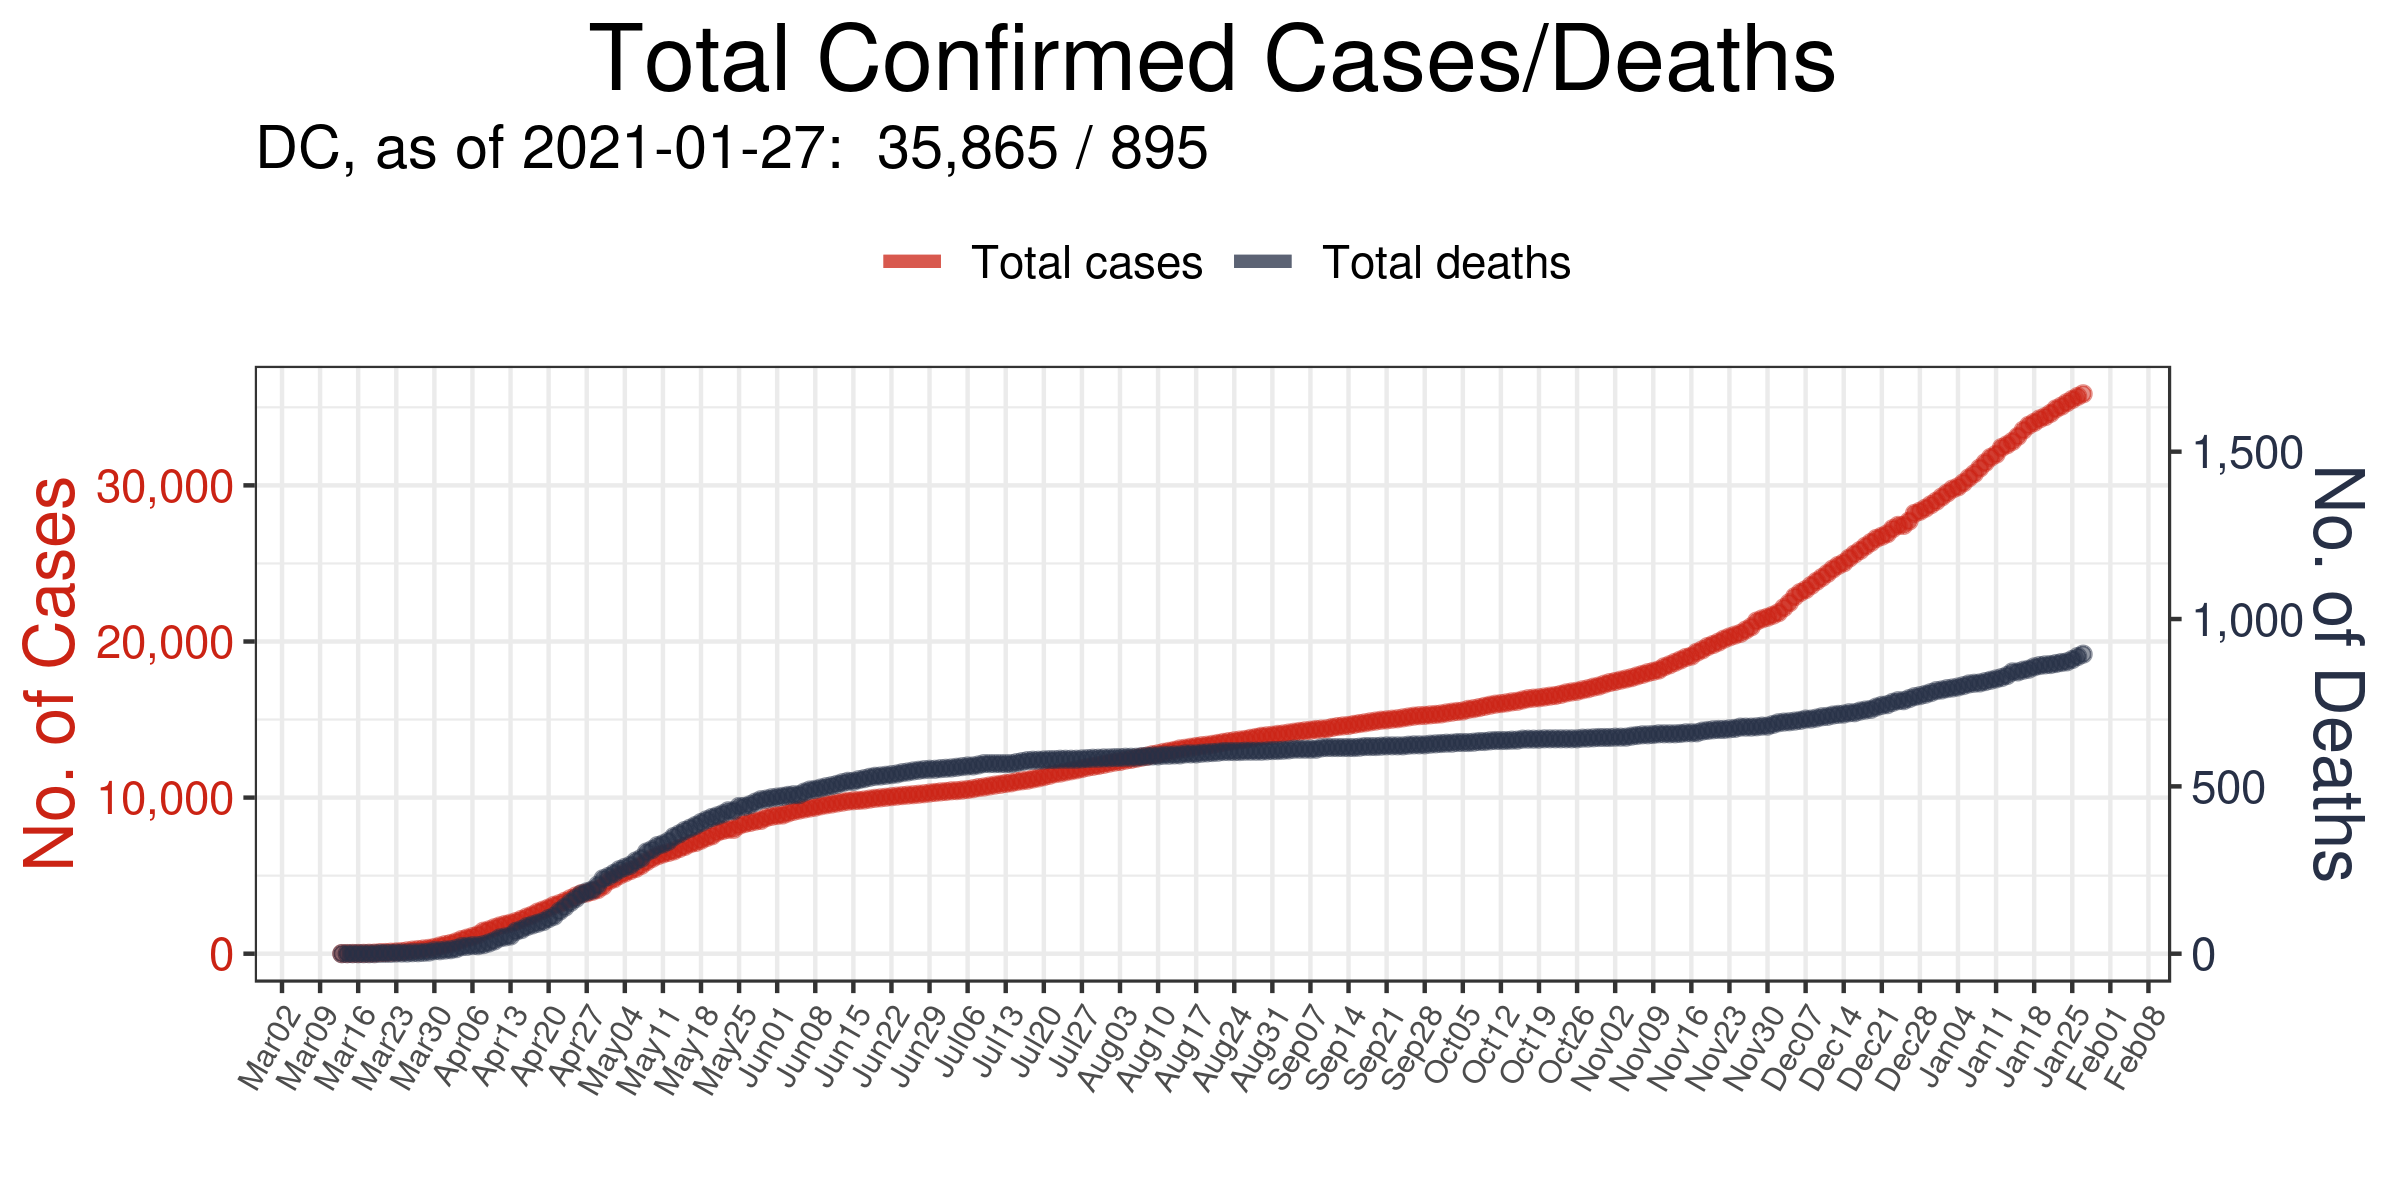 Total Confirmed Cases/Deaths
DC, as of 2021-01-27: 35,865 / 895
Total cases
Total deaths
No. of Cases
30,000
20,000
10,000
0
1,500
1,000
500
0
No. of Deaths
Mar02
Mar09
Mar16
Mar23
Mar30
Apr06
Apr13
Apr20
Apr27
May04
May11
May18
May25
Jun01
Jun08
Jun15
Jun22
Jun29
Jul06
Jul13
Jul20
Jul27
Aug03
Aug10
Aug17
Aug24
Aug31
Sep07
Sep14
Sep21
Sep28
Oct05
Oct12
Oct19
Oct26
Nov02
Nov09
Nov16
Nov23
Nov30
Dec07
Dec14
Dec21
Dec28
Jan04
Jan11
Jan18
Jan25
Feb01
Feb08